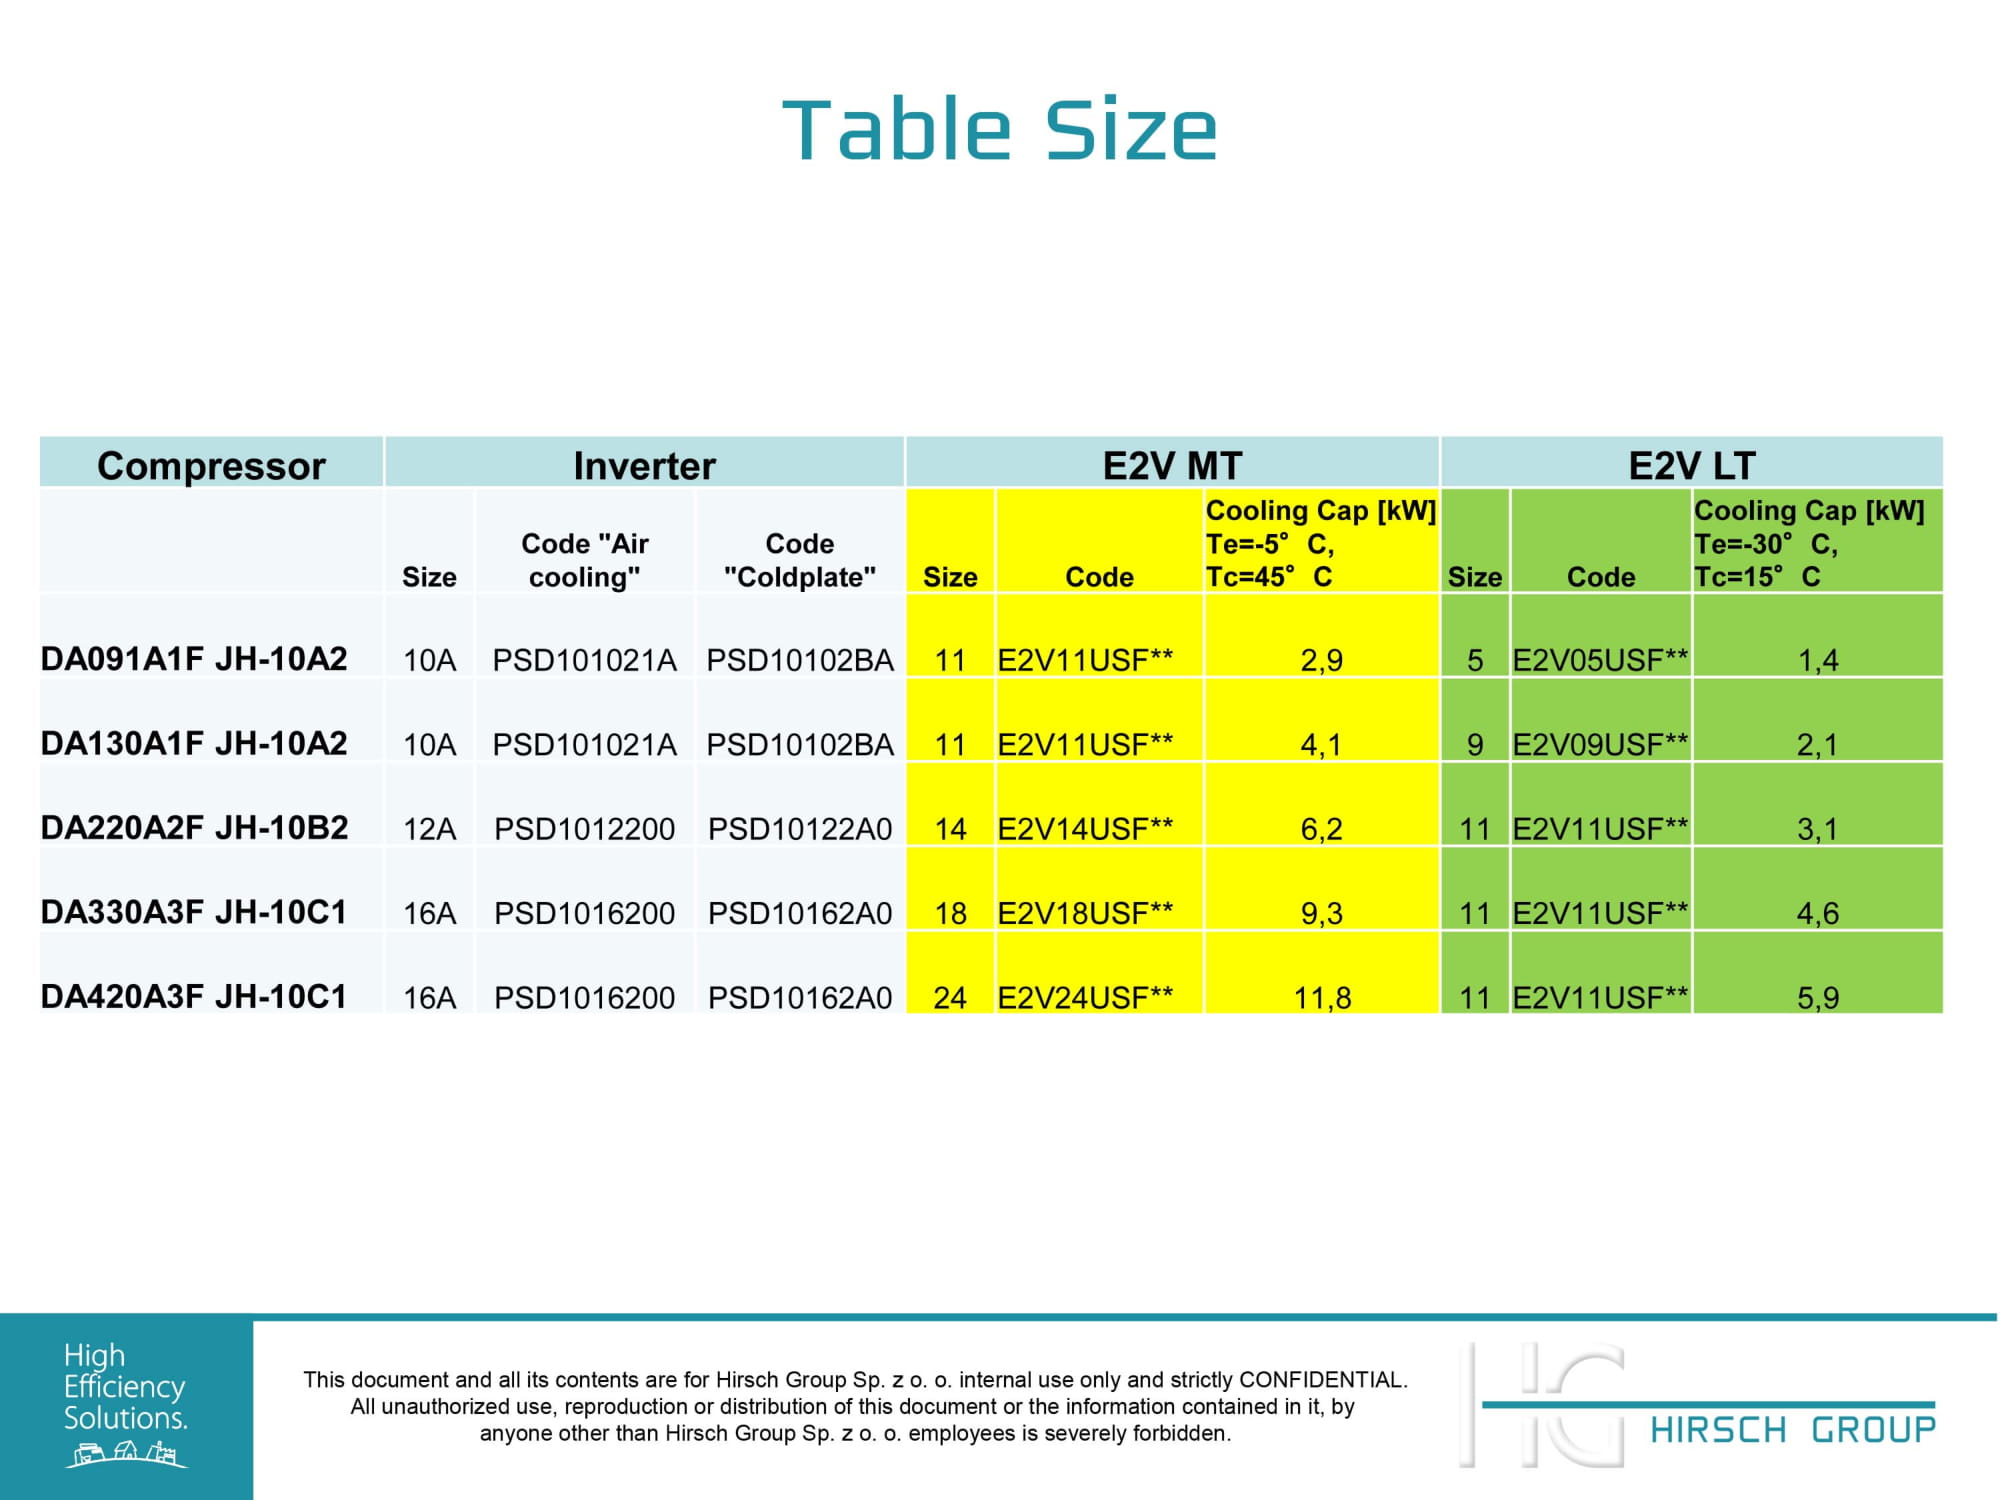 Table Size
Compressor Inverter E2V MT E2V LT
Size Code "Air cooling" Code "Coldplate" Size Code Cooling Cap [kW] Te=-5° C, Tc=45° C Size Code Cooling Cap [kW] Te=-30° C, Tc=15° C
DA091A1F JH-10A2 10A PSD101021A PSD10102BA 11 E2V11USF** 2,9 5 E2V05USF** 1,4
DA130A1F JH-10A2 10A PSD101021A PSD10102BA 11 E2V11USF** 4,1 9 E2V09USF** 2,1
DA220A2F JH-10B2 12A PSD1012200 PSD10122A0 14 E2V14USF** 6,2 11 E2V11USF** 3,1
DA330A3F JH-10C1 16A PSD1016200 PSD10162A0 18 E2V18USF** 9,3 11 E2V11USF** 4,6
DA420A3F JH-10C1 16A PSD1016200 PSD10162A0 24 E2V24USF** 11,8 11 E2V11USF** 5,9
High
Efficiency
Solutions.
This document and all its contents are for Hirsch Group Sp. z o. o. internal use only and strictly CONFIDENTIAL.
All unauthorized use, reproduction or distribution of this document or the information contained in it, by
anyone other than Hirsch Group Sp. z o. o. employees is severely forbidden.
HG
HIRSCH GROUP